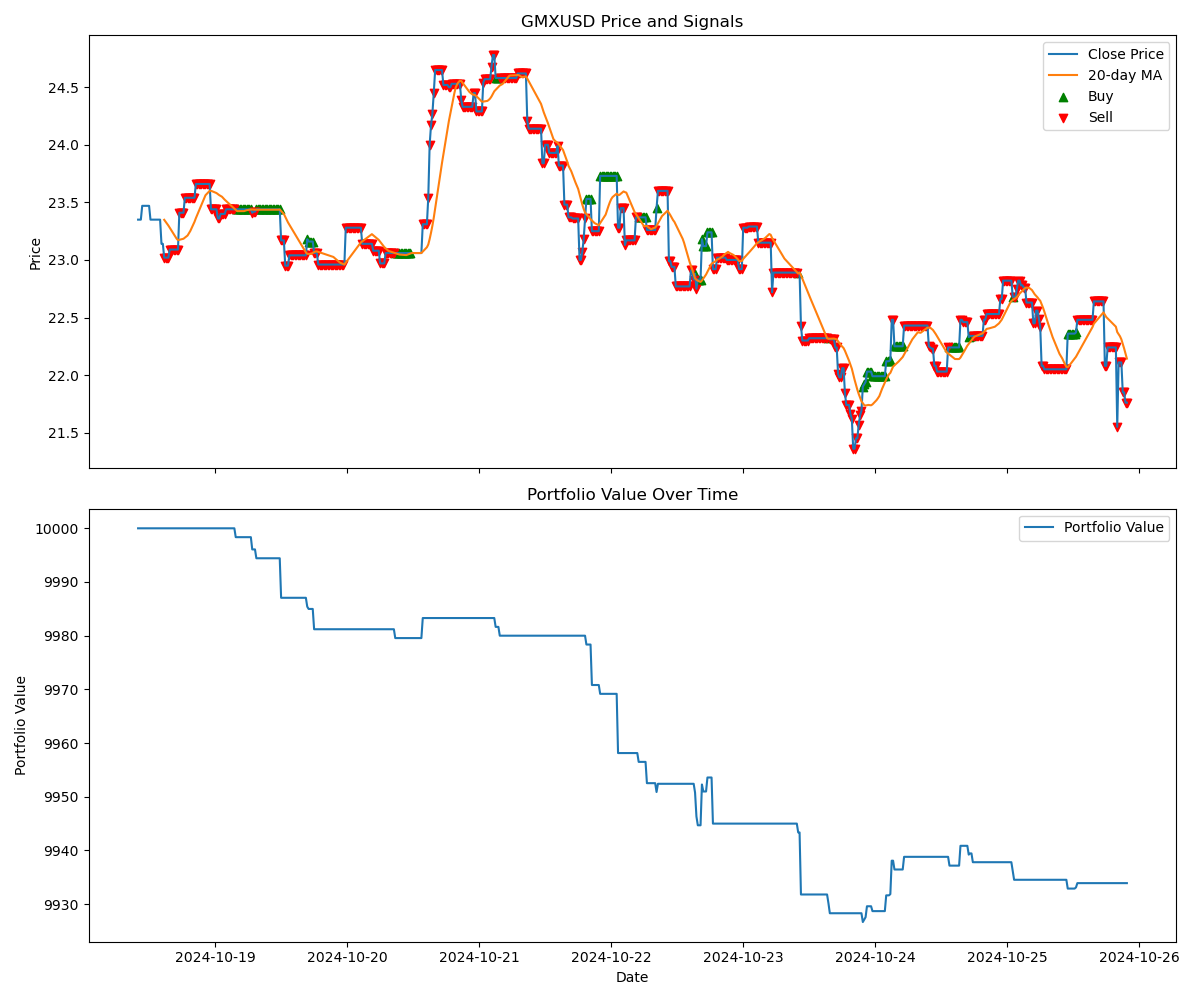 GMXUSD Price and Signals
Price
24.5
24.0
23.5
23.0
22.5
22.0
21.5
Close Price
20-day MA
Buy
Sell
Portfolio Value Over Time
Portfolio Value
10000
9990
9980
9970
9960
9950
9940
9930
Portfolio Value
2024-10-19
2024-10-20
2024-10-21
2024-10-22
2024-10-23
2024-10-24
2024-10-25
2024-10-26
Date